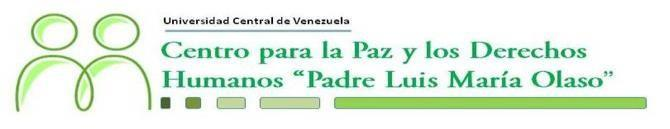 Universidad Central de Venezuela
Centro para la Paz y los Derechos
Humanos “Padre Luis María Olaso”